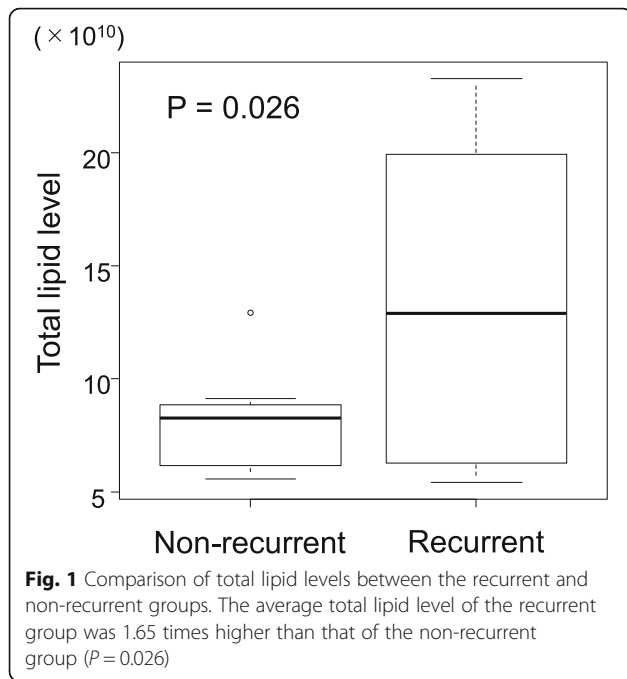 (×10¹⁰)
P = 0.026
Total lipid level
20
15
10
5
Non-recurrent Recurrent
Fig. 1 Comparison of total lipid levels between the recurrent and
non-recurrent groups. The average total lipid level of the recurrent
group was 1.65 times higher than that of the non-recurrent
group (P = 0.026)